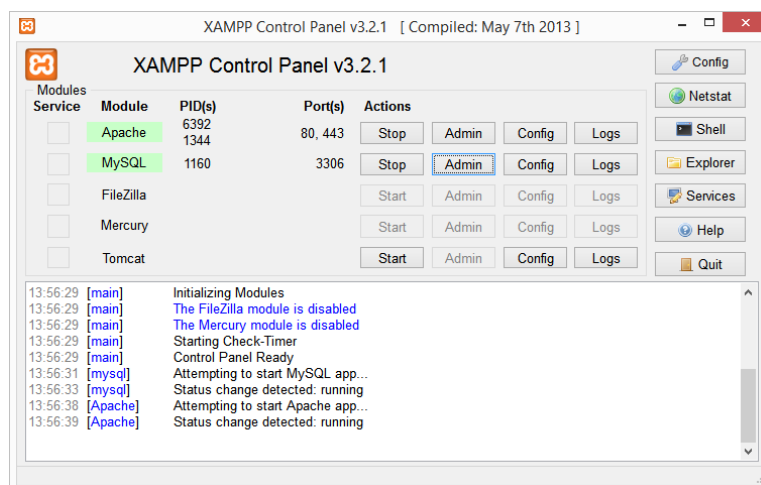 XAMPP Control Panel v3.2.1 [ Compiled: May 7th 2013 ]
XAMPP Control Panel v3.2.1
Config
Modules
Service Module PID(s) Port(s) Actions
Netstat
Apache 6392 1344 80, 443 Stop Admin Config Logs
Shell
MySQL 1160 3306 Stop Admin Config Logs
Explorer
FileZilla Start Admin Config Logs
Services
Mercury Start Admin Config Logs
Help
Tomcat Start Admin Config Logs
Quit
13:56:29 [main] Initializing Modules
13:56:29 [main] The FileZilla module is disabled
13:56:29 [main] The Mercury module is disabled
13:56:29 [main] Starting Check-Timer
13:56:29 [main] Control Panel Ready
13:56:31 [mysql] Attempting to start MySQL app...
13:56:33 [mysql] Status change detected: running
13:56:38 [Apache] Attempting to start Apache app...
13:56:39 [Apache] Status change detected: running